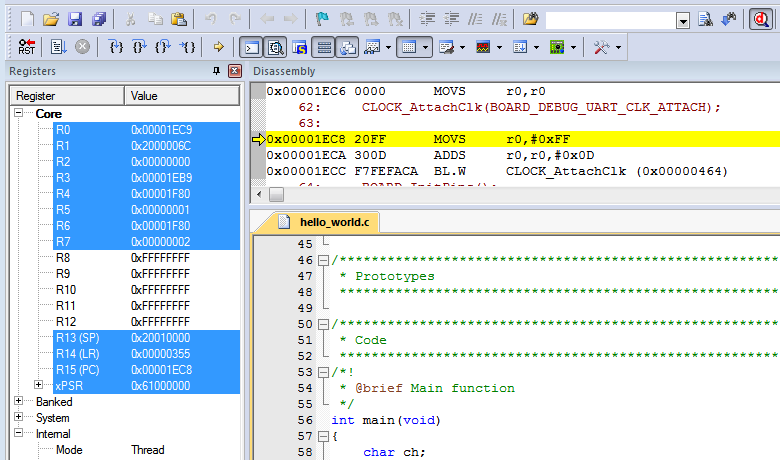 RST
Registers
Register Value
Core
R0 0x00001EC9
R1 0x2000006C
R2 0x00000000
R3 0x00001EB9
R4 0x00001F80
R5 0x00000001
R6 0x00001F80
R7 0x00000002
R8 0xFFFFFFFF
R9 0xFFFFFFFF
R10 0xFFFFFFFF
R11 0xFFFFFFFF
R12 0xFFFFFFFF
R13 (SP) 0x20010000
R14 (LR) 0x00000355
R15 (PC) 0x00001EC8
xPSR 0x61000000
Banked
System
Internal
Mode Thread
Disassembly
0x00001EC6 0000 MOVS r0,r0
62: CLOCK_AttachClk(BOARD_DEBUG_UART_CLK_ATTACH);
63:
0x00001EC8 20FF MOVS r0,#0xFF
0x00001ECA 300D ADDS r0,r0,#0x0D
0x00001ECC F7FEFACA BL.W CLOCK_AttachClk (0x00000464)
64: BOARD_InitPins();
hello_world.c
45
46 /*******************************************************
47 * Prototypes
48 ******************************************************
49
50 /*******************************************************
51 * Code
52 ******************************************************
53 /*!
54 * @brief Main function
55 */
56 int main(void)
57 {
58 char ch;